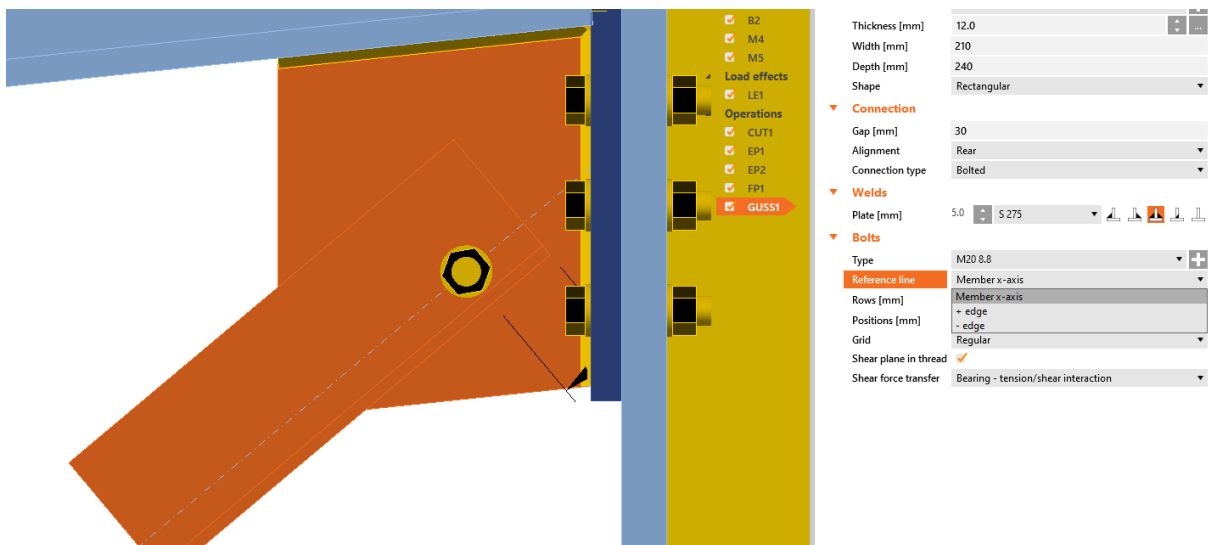 B2
M4
M5
Load effects
LE1
Operations
CUT1
EP1
EP2
FP1
GUSS1
Thickness [mm] 12.0 ...
Width [mm] 210
Depth [mm] 240
Shape Rectangular
Connection
Gap [mm] 30
Alignment Rear
Connection type Bolted
Welds
Plate [mm] 5.0 S 275
Bolts
Type M20 8.8
Reference line Member x-axis
Rows [mm] Member x-axis
+ edge
Positions [mm] - edge
Grid Regular
Shear plane in thread
Shear force transfer Bearing - tension/shear interaction